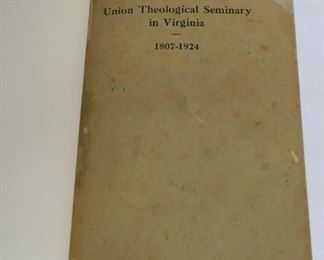 Union Theological Seminary
in Virginia
1807-1924